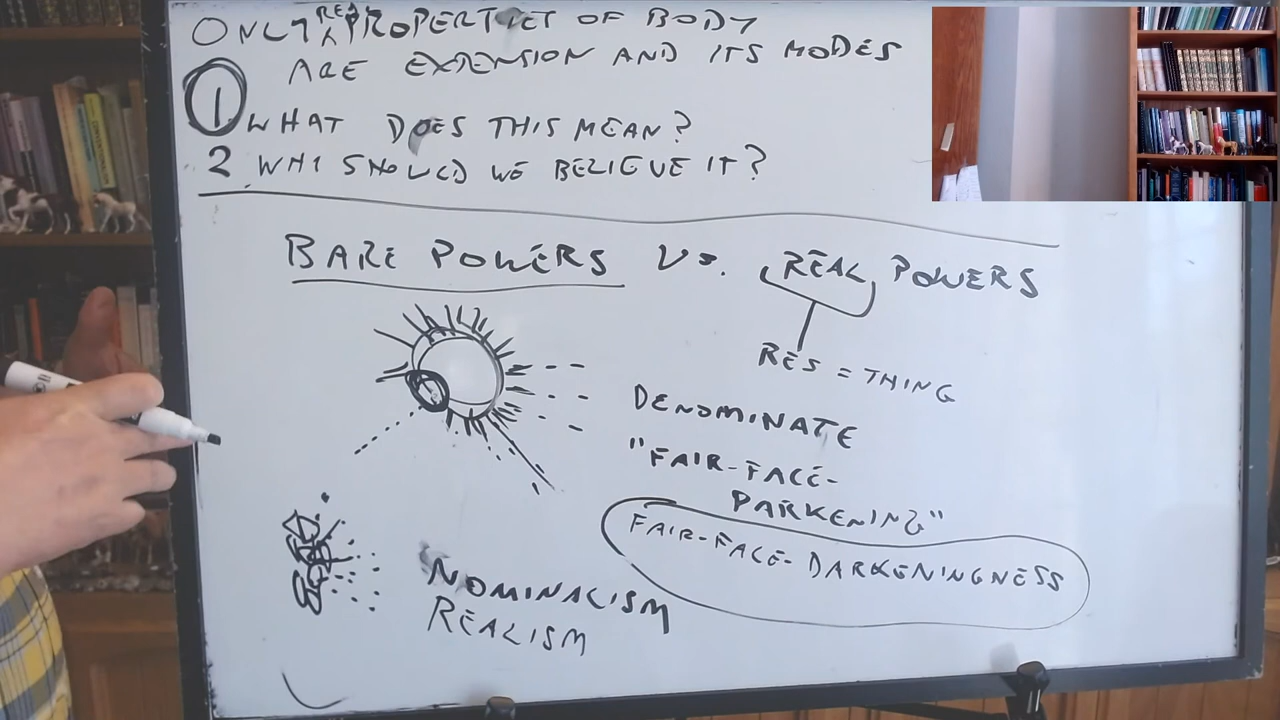 ONLY REAL PROPERTIES OF BODY
ARE EXTENSION AND ITS MODES
1. WHAT DOES THIS MEAN?
2 WHY SHOULD WE BELIEVE IT?
BARE POWERS VS. REAL POWERS
RES = THING
DENOMINATE
"FAIR-FACE-
DARKENING"
FAIR-FACE-DARKENINGNESS
NOMINALISM
REALISM